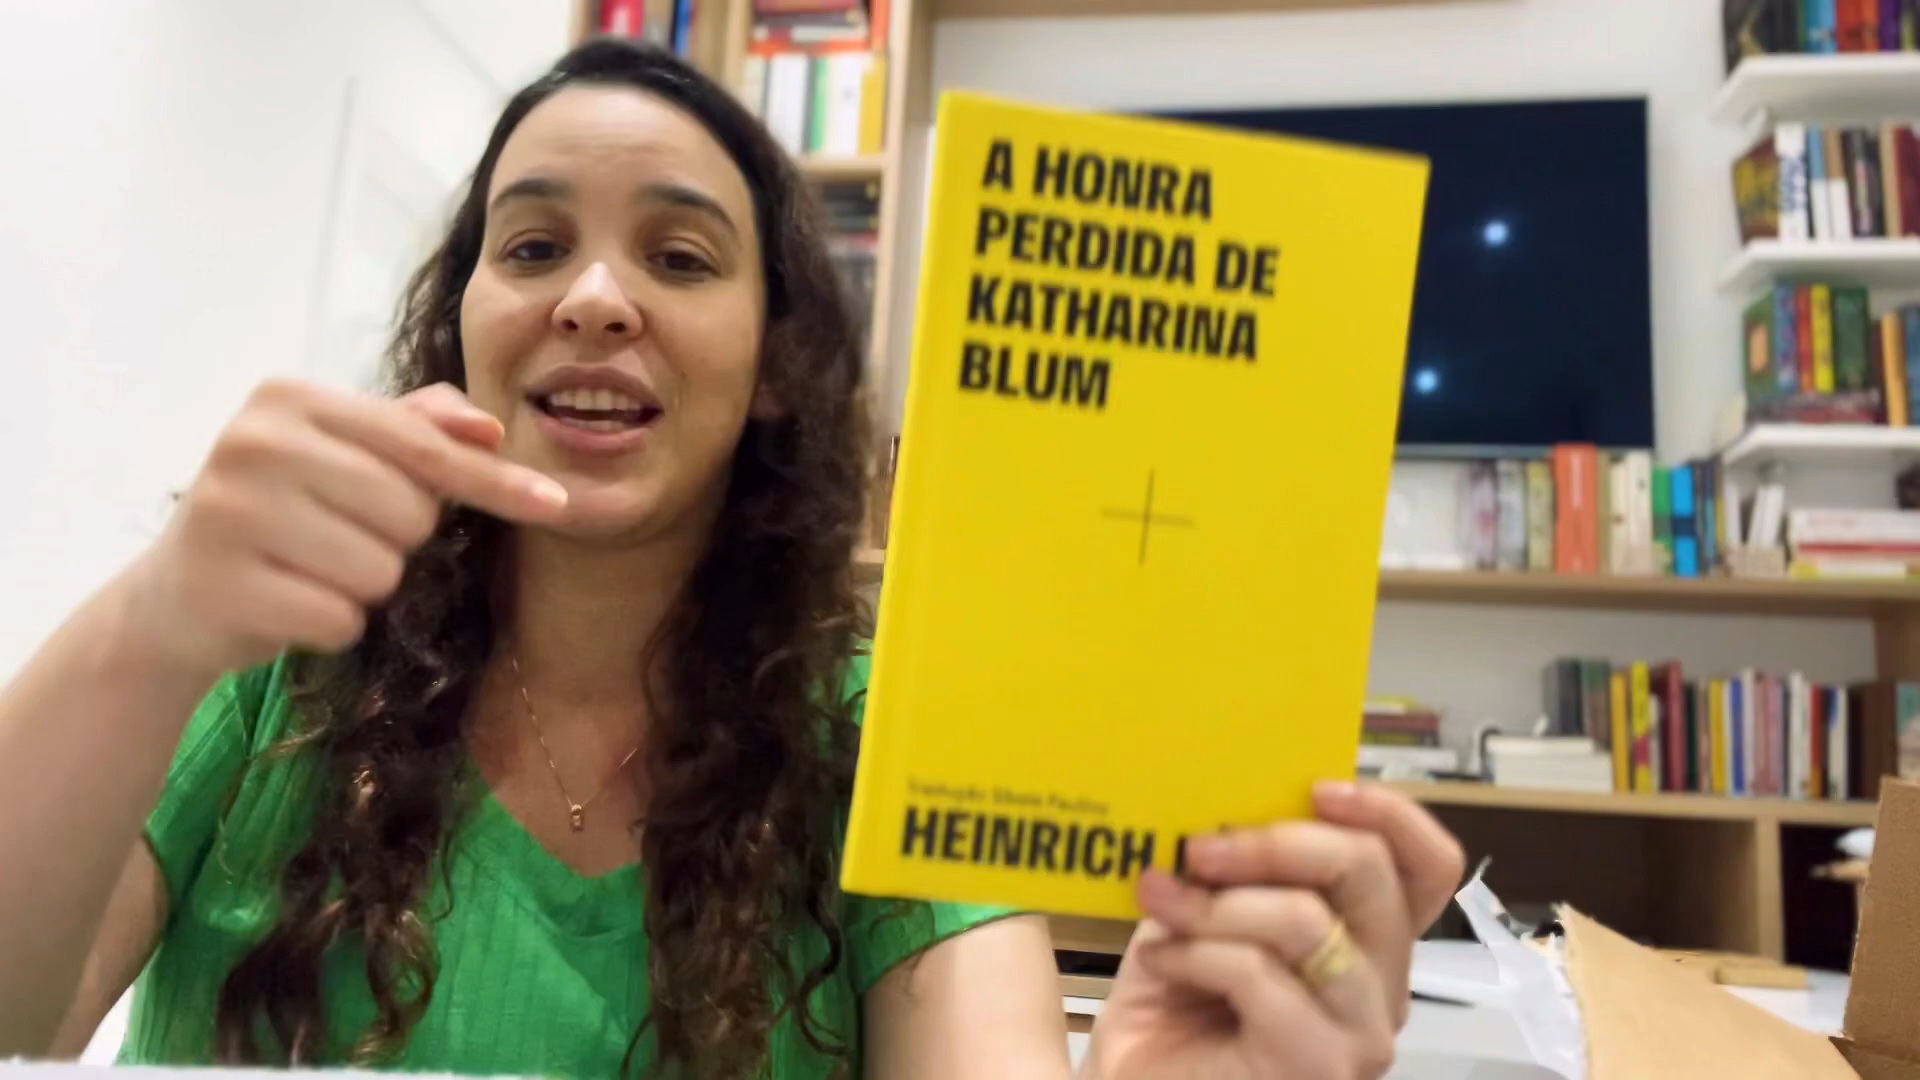 A HONRA
PERDIDA DE
KATHARINA
BLUM
HEINRICH